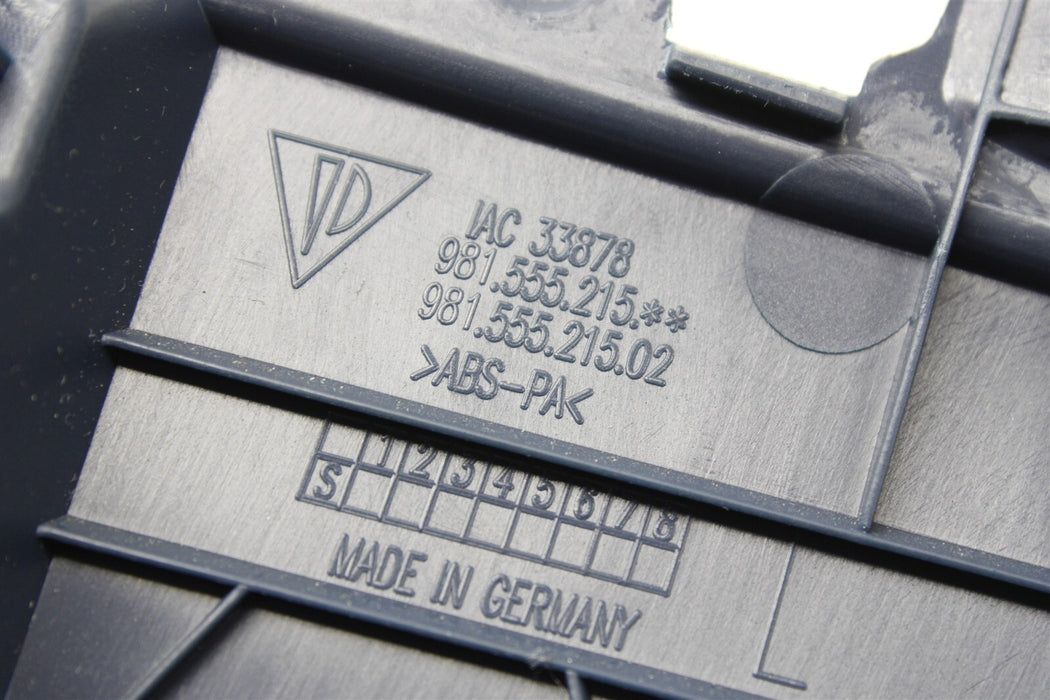 PD
IAC 33878
981.555.215.**
981.555.215.02
>ABS-PA<
1 2 3 4 5 6 7 8
S
MADE IN GERMANY